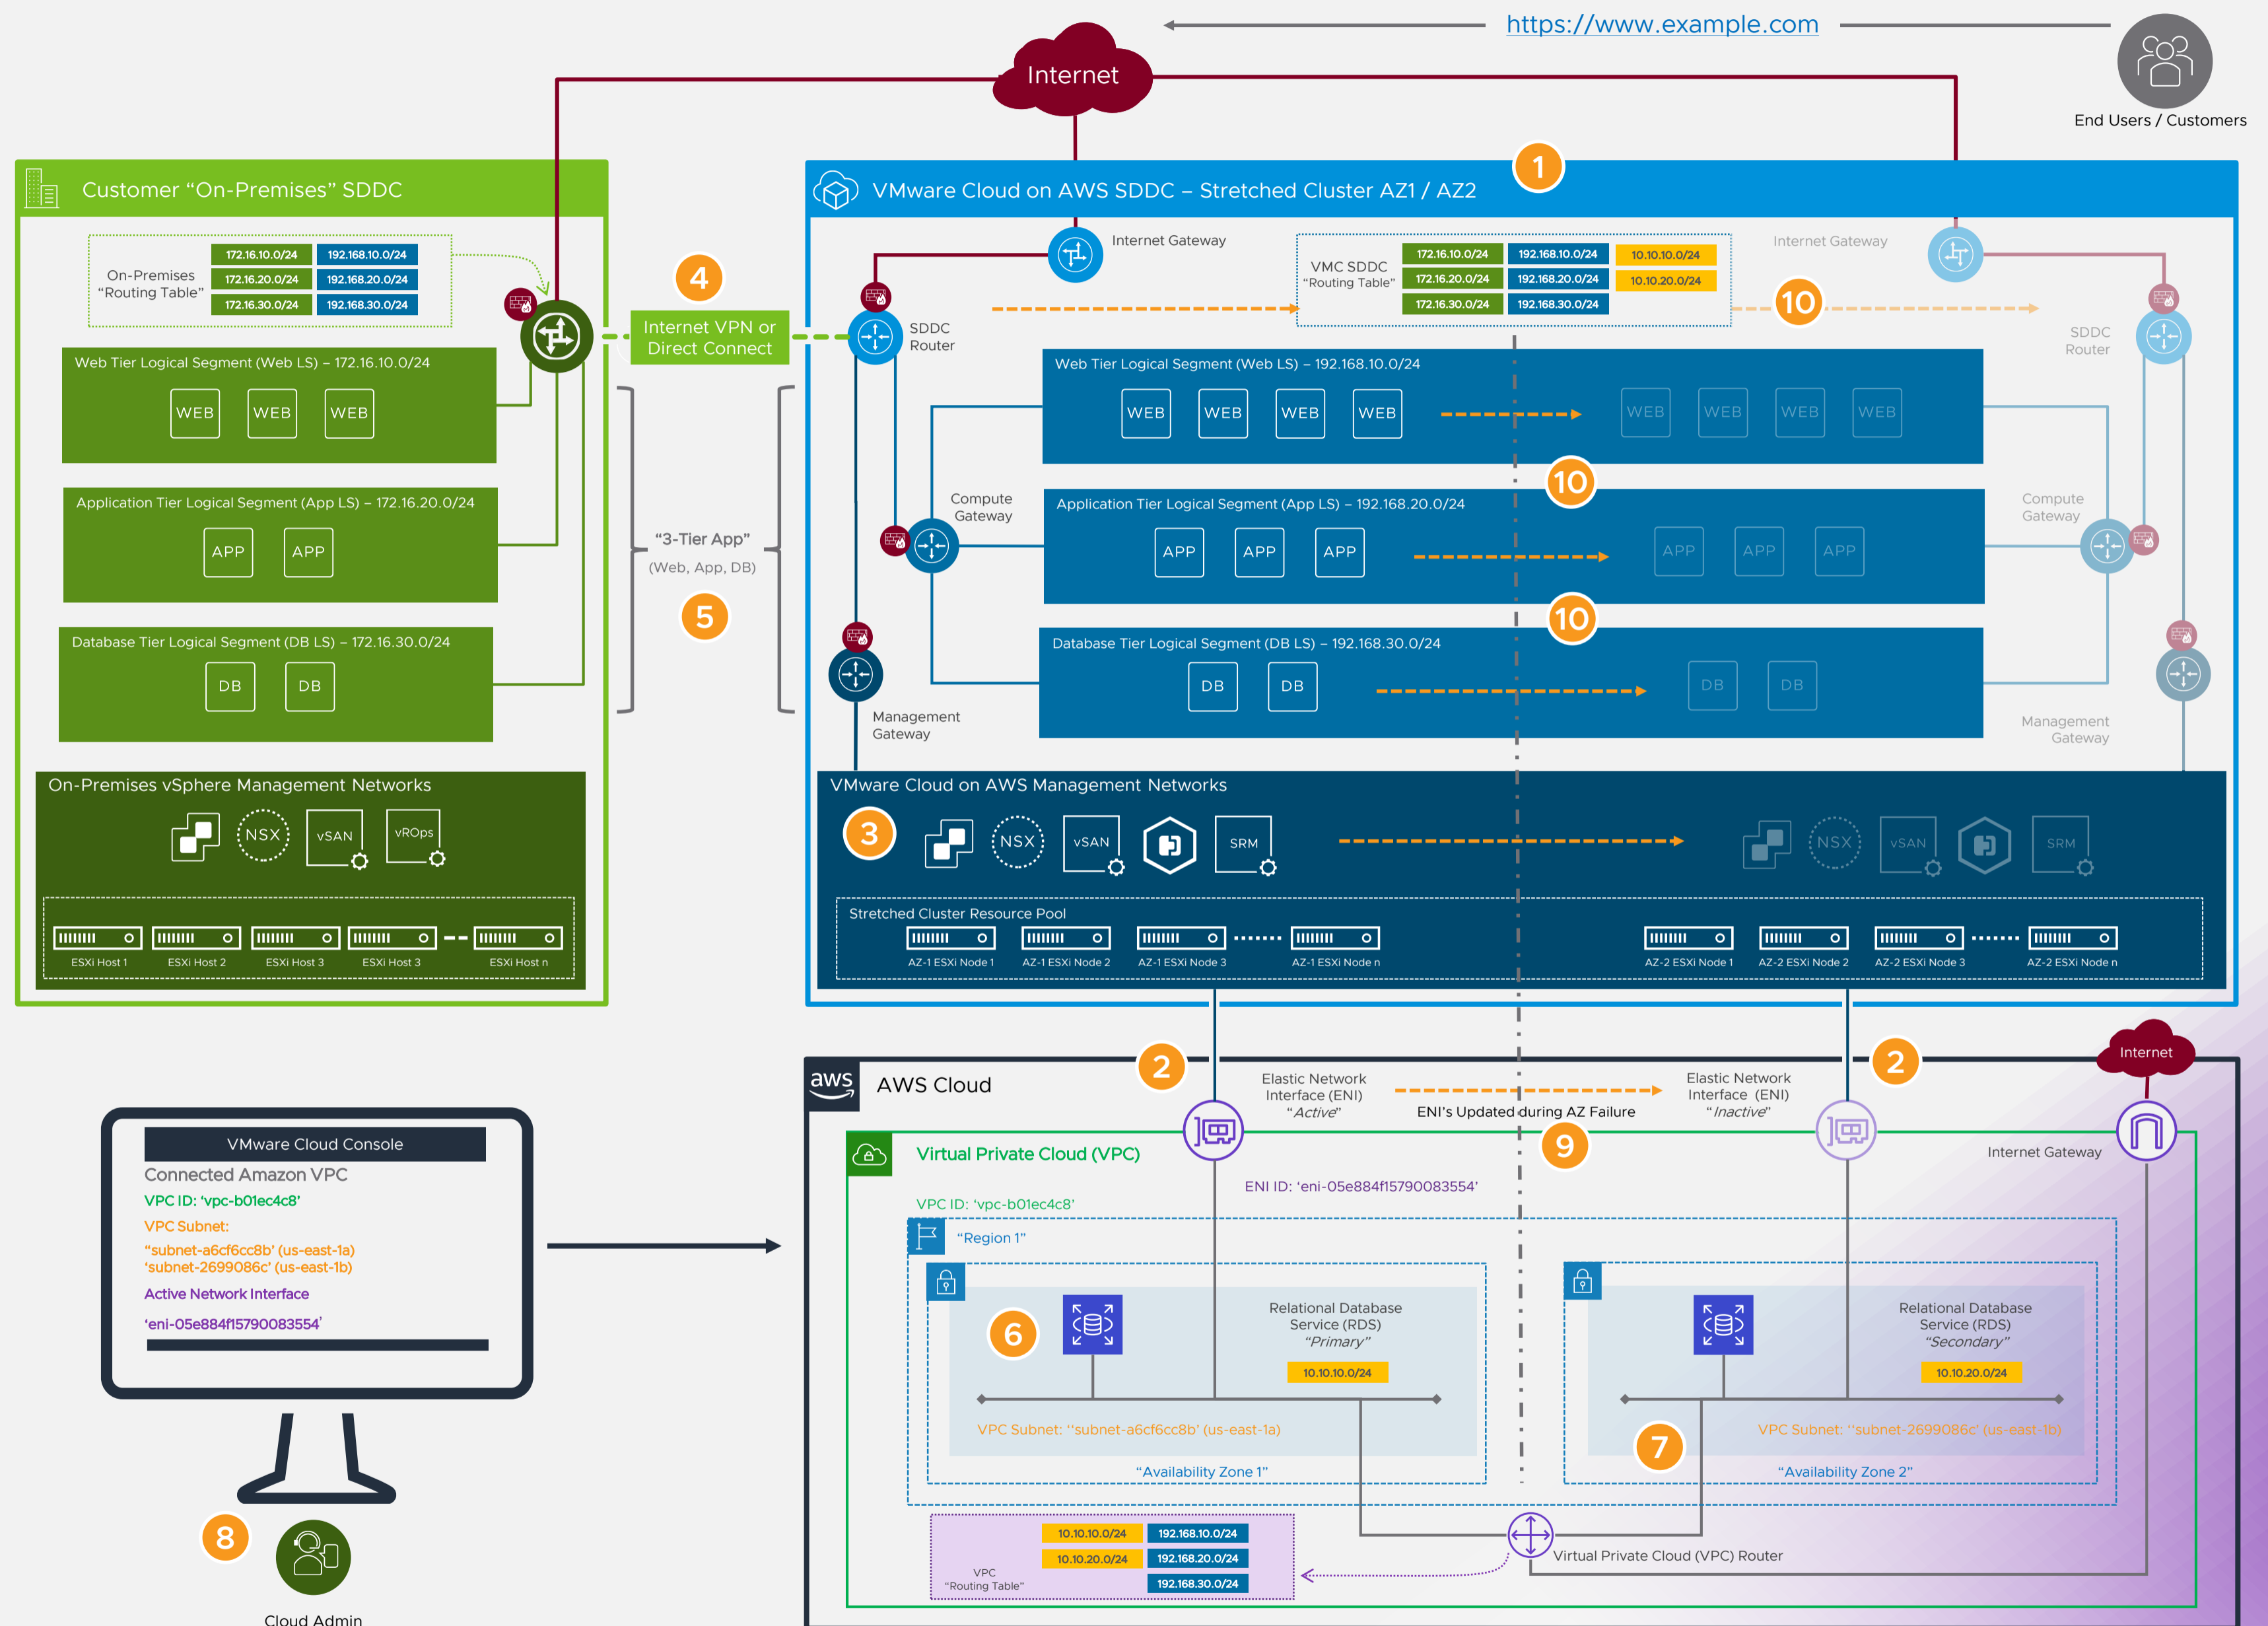 https://www.example.com
Internet
End Users / Customers
Customer “On-Premises” SDDC
On-Premises
“Routing Table”
172.16.10.0/24 192.168.10.0/24
172.16.20.0/24 192.168.20.0/24
172.16.30.0/24 192.168.30.0/24
Web Tier Logical Segment (Web LS) – 172.16.10.0/24
WEB WEB WEB
Application Tier Logical Segment (App LS) – 172.16.20.0/24
APP APP
Database Tier Logical Segment (DB LS) – 172.16.30.0/24
DB DB
On-Premises vSphere Management Networks
NSX vSAN vROps
ESXi Host 1 ESXi Host 2 ESXi Host 3 ESXi Host 3 ESXi Host n
4
Internet VPN or
Direct Connect
“3-Tier App”
(Web, App, DB)
5
1
VMware Cloud on AWS SDDC – Stretched Cluster AZ1 / AZ2
Internet Gateway
VMC SDDC
“Routing Table”
172.16.10.0/24 192.168.10.0/24 10.10.10.0/24
172.16.20.0/24 192.168.20.0/24 10.10.20.0/24
172.16.30.0/24 192.168.30.0/24
Internet Gateway
10
SDDC
Router
SDDC
Router
Web Tier Logical Segment (Web LS) – 192.168.10.0/24
WEB WEB WEB WEB WEB WEB WEB WEB
10
Compute
Gateway
Application Tier Logical Segment (App LS) – 192.168.20.0/24
APP APP APP APP APP APP
Compute
Gateway
10
Database Tier Logical Segment (DB LS) – 192.168.30.0/24
DB DB DB DB
Management
Gateway
Management
Gateway
VMware Cloud on AWS Management Networks
3
NSX vSAN SRM NSX vSAN SRM
Stretched Cluster Resource Pool
AZ-1 ESXi Node 1 AZ-1 ESXi Node 2 AZ-1 ESXi Node 3 AZ-1 ESXi Node n AZ-2 ESXi Node 1 AZ-2 ESXi Node 2 AZ-2 ESXi Node 3 AZ-2 ESXi Node n
VMware Cloud Console
Connected Amazon VPC
VPC ID: ‘vpc-b01ec4c8’
VPC Subnet:
“subnet-a6cf6cc8b’ (us-east-1a)
‘subnet-2699086c’ (us-east-1b)
Active Network Interface
‘eni-05e884f15790083554’
8
Cloud Admin
aws
AWS Cloud
2
Elastic Network
Interface (ENI)
“Active”
ENI’s Updated during AZ Failure
9
Elastic Network
Interface (ENI)
“Inactive”
2
Internet
Internet Gateway
Virtual Private Cloud (VPC)
ENI ID: ‘eni-05e884f15790083554’
VPC ID: ‘vpc-b01ec4c8’
“Region 1”
6
Relational Database
Service (RDS)
“Primary”
10.10.10.0/24
VPC Subnet: ‘‘subnet-a6cf6cc8b’ (us-east-1a)
“Availability Zone 1”
Relational Database
Service (RDS)
“Secondary”
10.10.20.0/24
7
VPC Subnet: ‘‘subnet-2699086c’ (us-east-1b)
“Availability Zone 2”
VPC
“Routing Table”
10.10.10.0/24 192.168.10.0/24
10.10.20.0/24 192.168.20.0/24
192.168.30.0/24
Virtual Private Cloud (VPC) Router